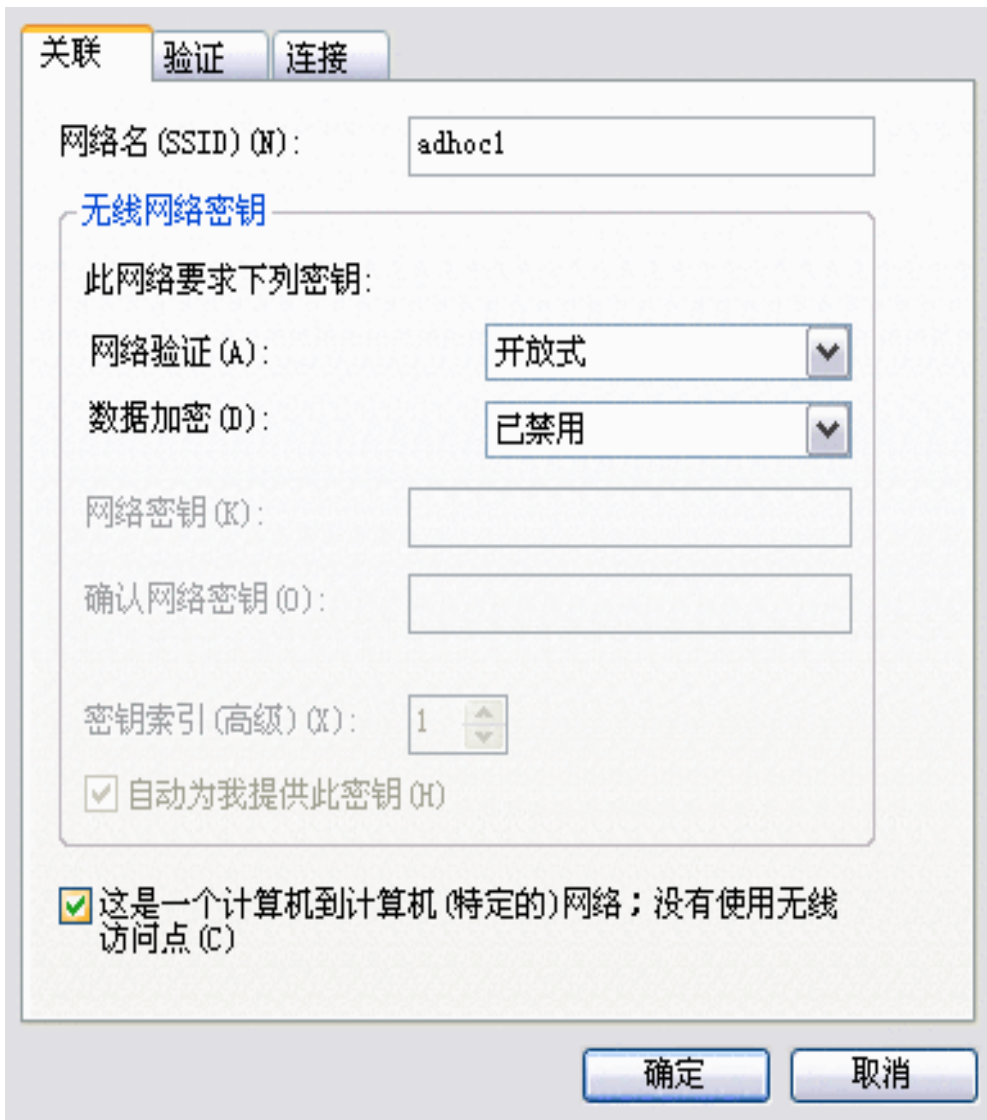 关联 验证 连接
网络名(SSID)(N): adhoc1
无线网络密钥
此网络要求下列密钥:
网络验证(A): 开放式
数据加密(D): 已禁用
网络密钥(K):
确认网络密钥(O):
密钥索引(高级)(X): 1
自动为我提供此密钥(H)
这是一个计算机到计算机(特定的)网络；没有使用无线
访问点(C)
确定 取消